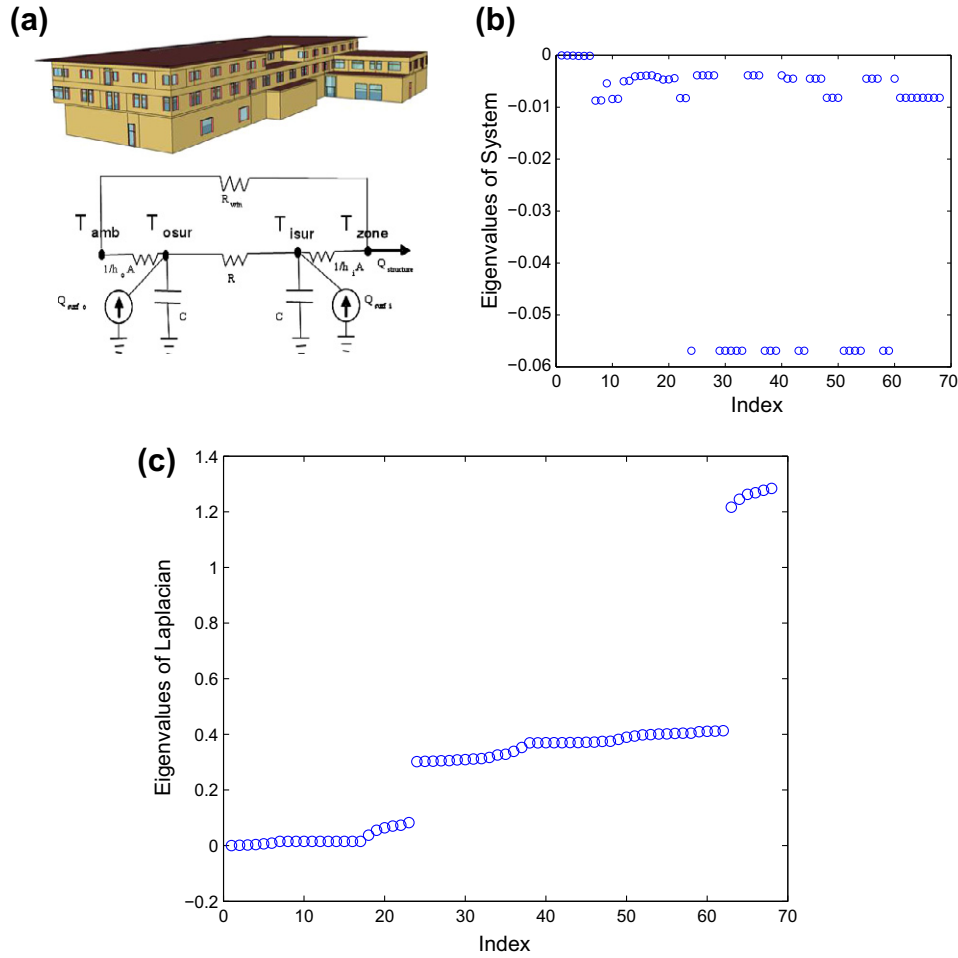 (a)
R win
T amb T osur T isur T zone
1/h o A R 1/h i A Q structure
Q surf o C C Q surf i
(b)
Eigenvalues of System
0
−0.01
−0.02
−0.03
−0.04
−0.05
−0.06
0 10 20 30 40 50 60 70
Index
(c)
Eigenvalues of Laplacian
1.4
1.2
1
0.8
0.6
0.4
0.2
0
−0.2
0 10 20 30 40 50 60 70
Index